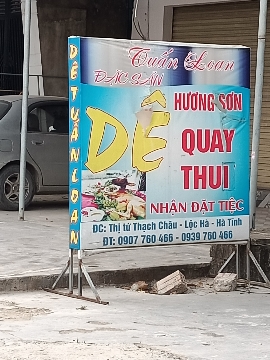 DÊ TUẤN LOAN
Tuấn Loan
ĐẶC SẢN
DÊ
HƯƠNG SƠN
QUAY
THUI
NHẬN ĐẶT TIỆC
ĐC: Thị tứ Thạch Châu - Lộc Hà - Hà Tĩnh
ĐT: 0907 760 466 - 0939 760 466